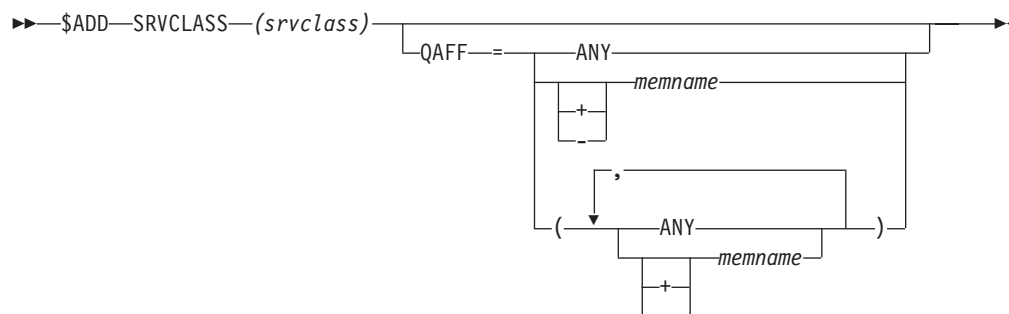 $ADD SRVCLASS (srvclass)
QAFF = ANY
memname
+
-
,
( ANY )
memname
+